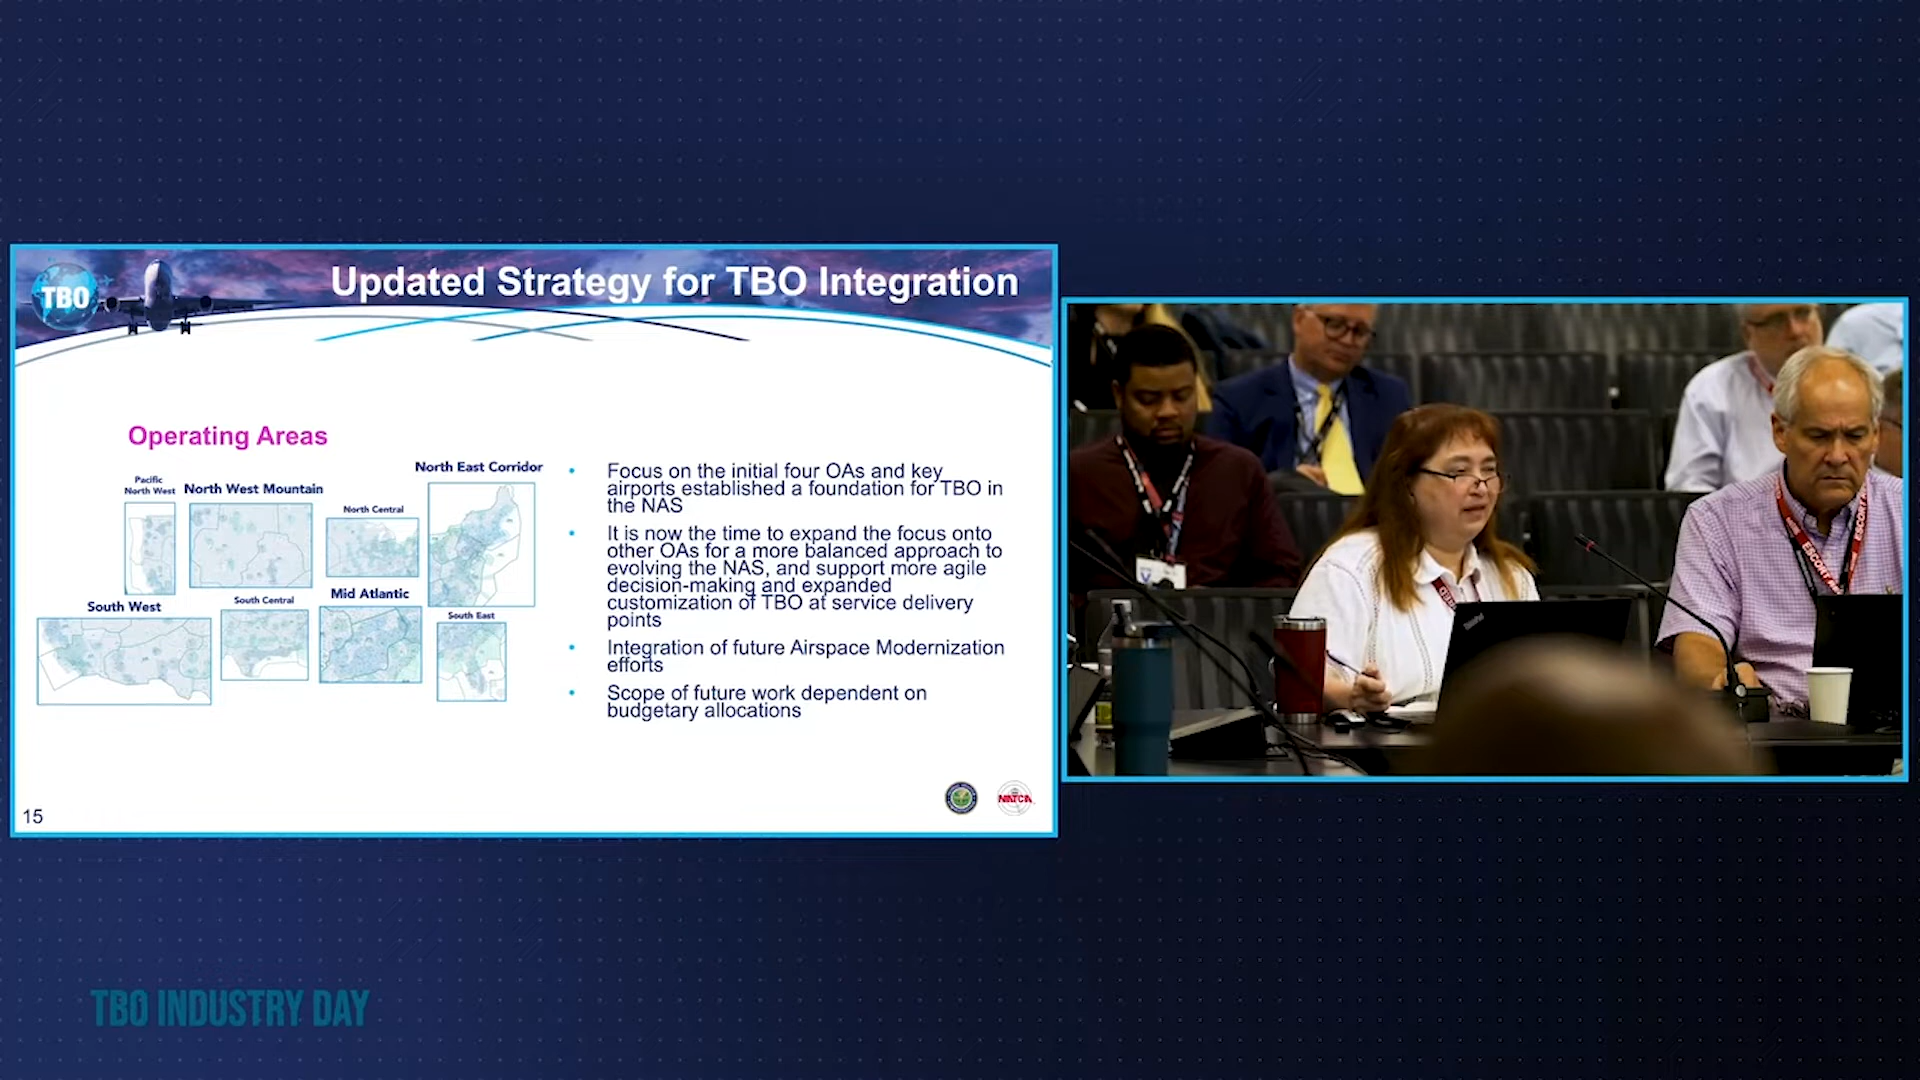 TBO
Updated Strategy for TBO Integration
Operating Areas
Pacific
North West
North West Mountain
North Central
North East Corridor
South West
South Central
Mid Atlantic
South East
• Focus on the initial four OAs and key
airports established a foundation for TBO in
the NAS
• It is now the time to expand the focus onto
other OAs for a more balanced approach to
evolving the NAS, and support more agile
decision-making and expanded
customization of TBO at service delivery
points
• Integration of future Airspace Modernization
efforts
• Scope of future work dependent on
budgetary allocations
NATCA
15
ESCORT
ThinkPad
TBO INDUSTRY DAY